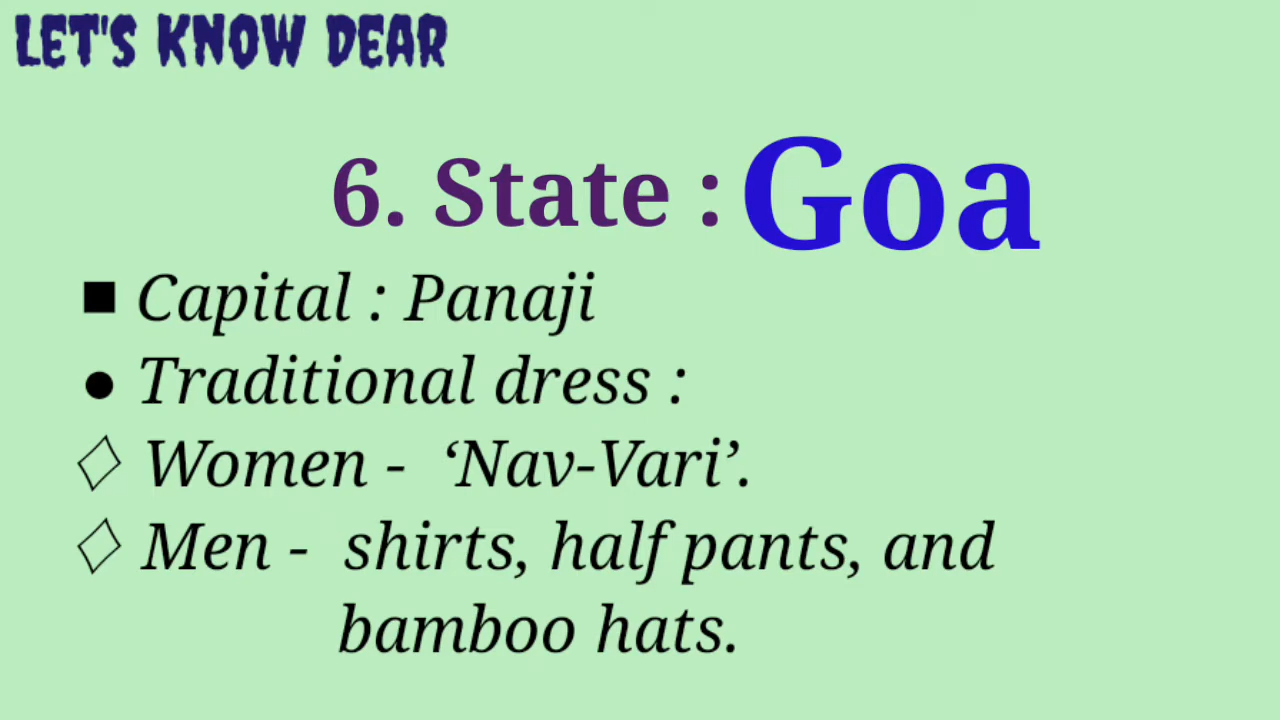 LET'S KNOW DEAR
6. State : Goa
■ Capital : Panaji
● Traditional dress :
♢ Women - ‘Nav-Vari’.
♢ Men - shirts, half pants, and
bamboo hats.